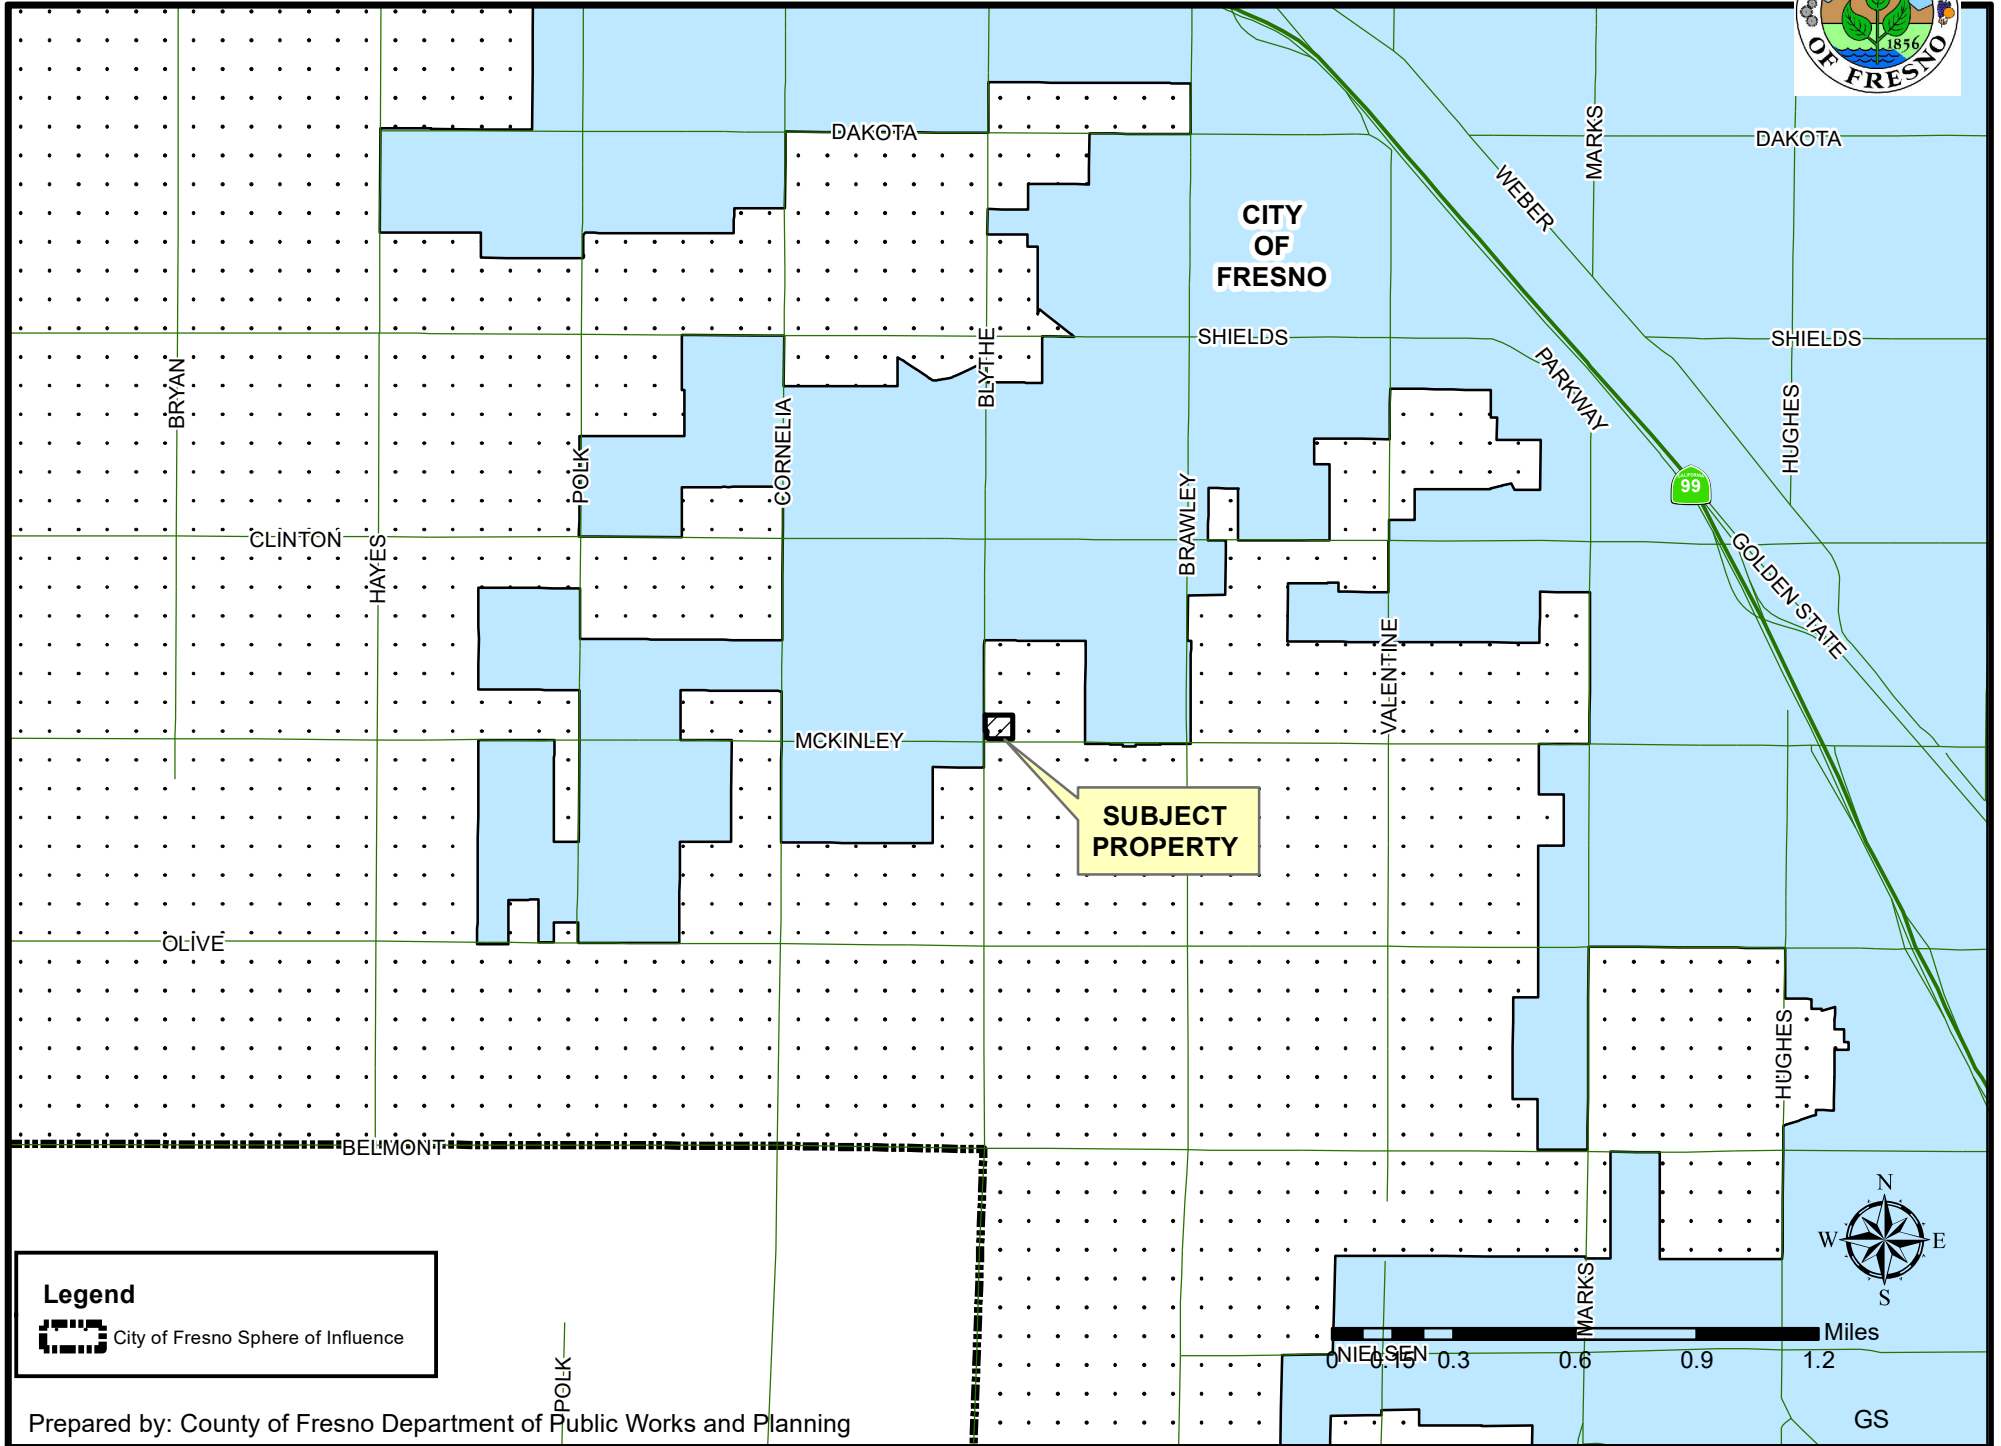 1856
OF FRESNO
DAKOTA
DAKOTA
MARKS
WEBER
CITY
OF
FRESNO
SHIELDS
SHIELDS
BLYTHE
BRYAN
PARKWAY
HUGHES
CORNELIA
POLK
BRAWLEY
CALIFORNIA
99
CLINTON
HAYES
GOLDEN STATE
VALENTINE
MCKINLEY
SUBJECT
PROPERTY
OLIVE
HUGHES
BELMONT
N
W
E
S
Legend
City of Fresno Sphere of Influence
MARKS
Miles
NIELSEN
0 0.15 0.3 0.6 0.9 1.2
POLK
Prepared by: County of Fresno Department of Public Works and Planning
GS